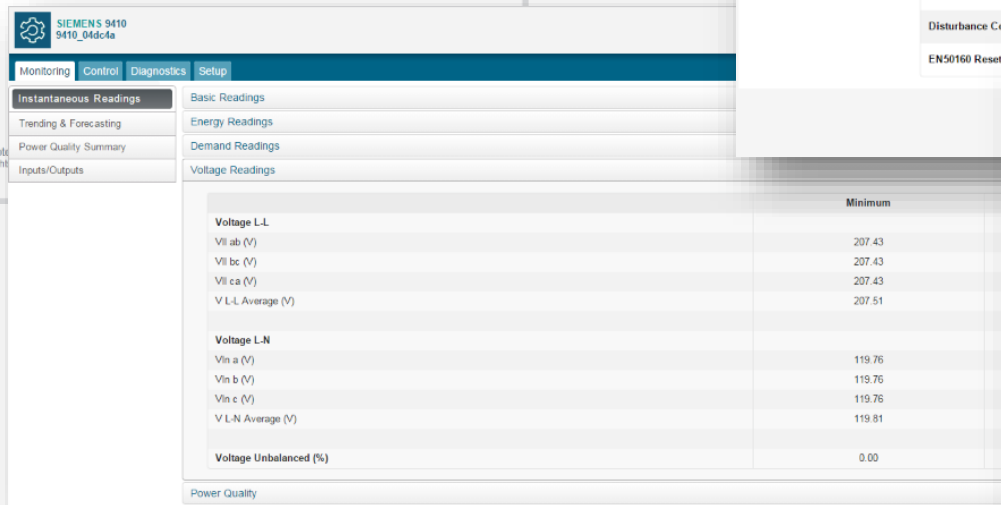 SIEMENS 9410
9410_04dc4a
Monitoring Control Diagnostics Setup
Instantaneous Readings
Trending & Forecasting
Power Quality Summary
Inputs/Outputs
Basic Readings
Energy Readings
Demand Readings
Voltage Readings
Minimum
Voltage L-L
Vll ab (V) 207.43
Vll bc (V) 207.43
Vll ca (V) 207.43
V L-L Average (V) 207.51
Voltage L-N
Vln a (V) 119.76
Vln b (V) 119.76
Vln c (V) 119.76
V L-N Average (V) 119.81
Voltage Unbalanced (%) 0.00
Power Quality
Disturbance
EN50160 Reset